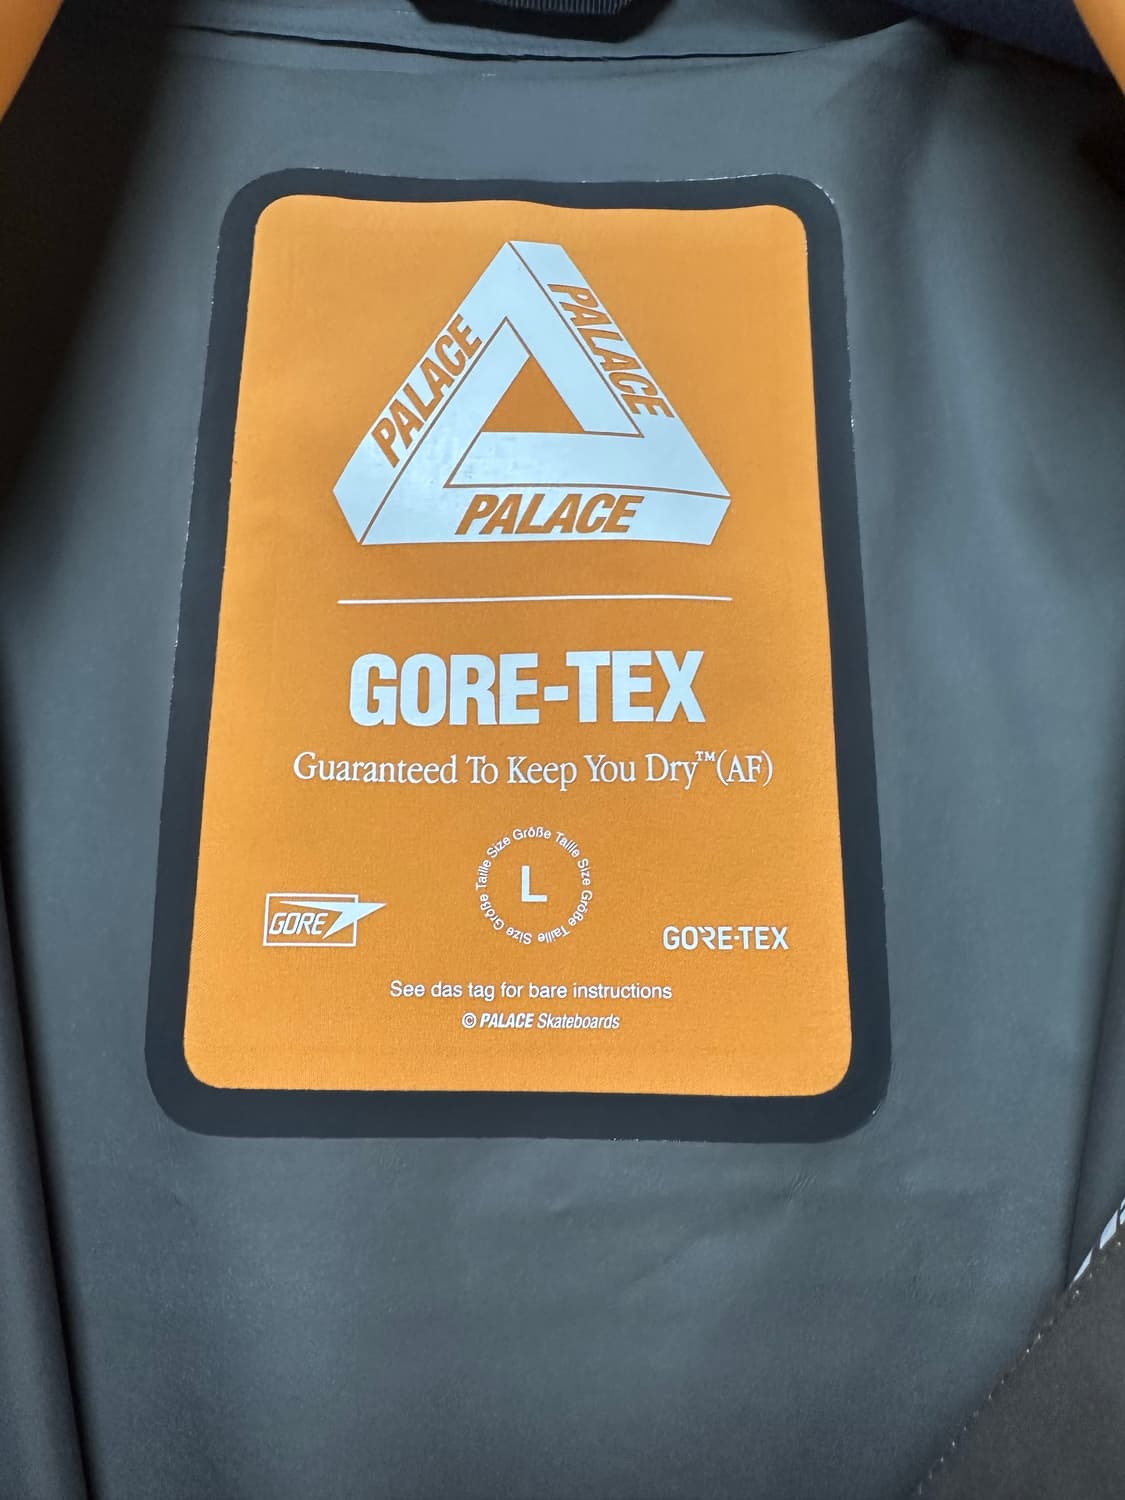 PALACE
PALACE
PALACE
GORE-TEX
Guaranteed To Keep You Dry™(AF)
Size Größe Taille Size Größe Taille Size Größe Taille
L
GORE
GORE-TEX
See das tag for bare instructions
© PALACE Skateboards